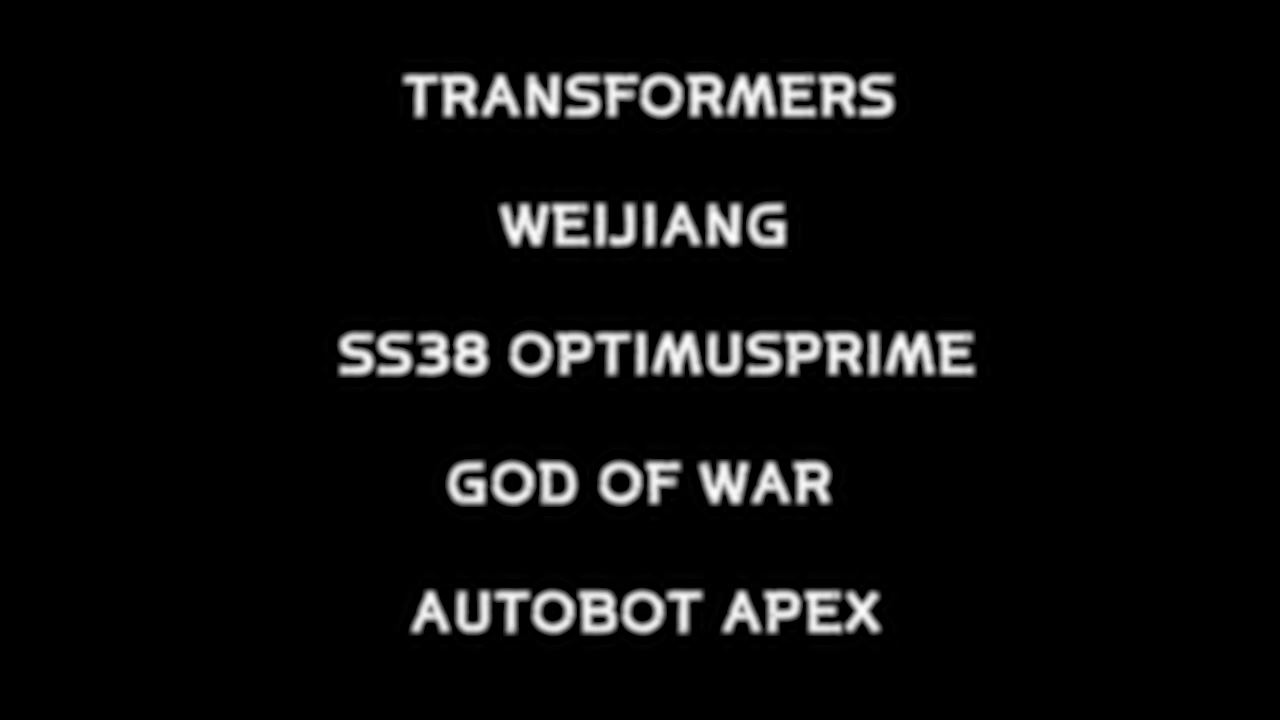 TRANSFORMERS
WEIJIANG
SS38 OPTIMUSPRIME
GOD OF WAR
AUTOBOT APEX